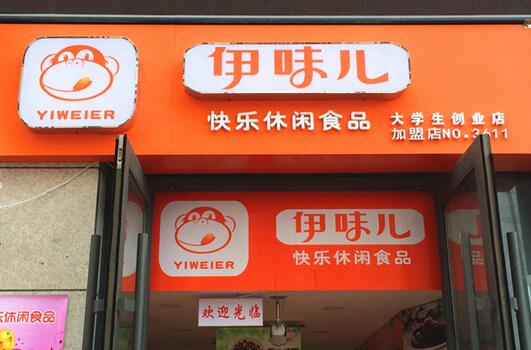 伊味儿
YIWEIER
快乐休闲食品
大学生创业店
加盟店NO.3611
伊味儿
YIWEIER
快乐休闲食品
欢迎光临
乐休闲食品